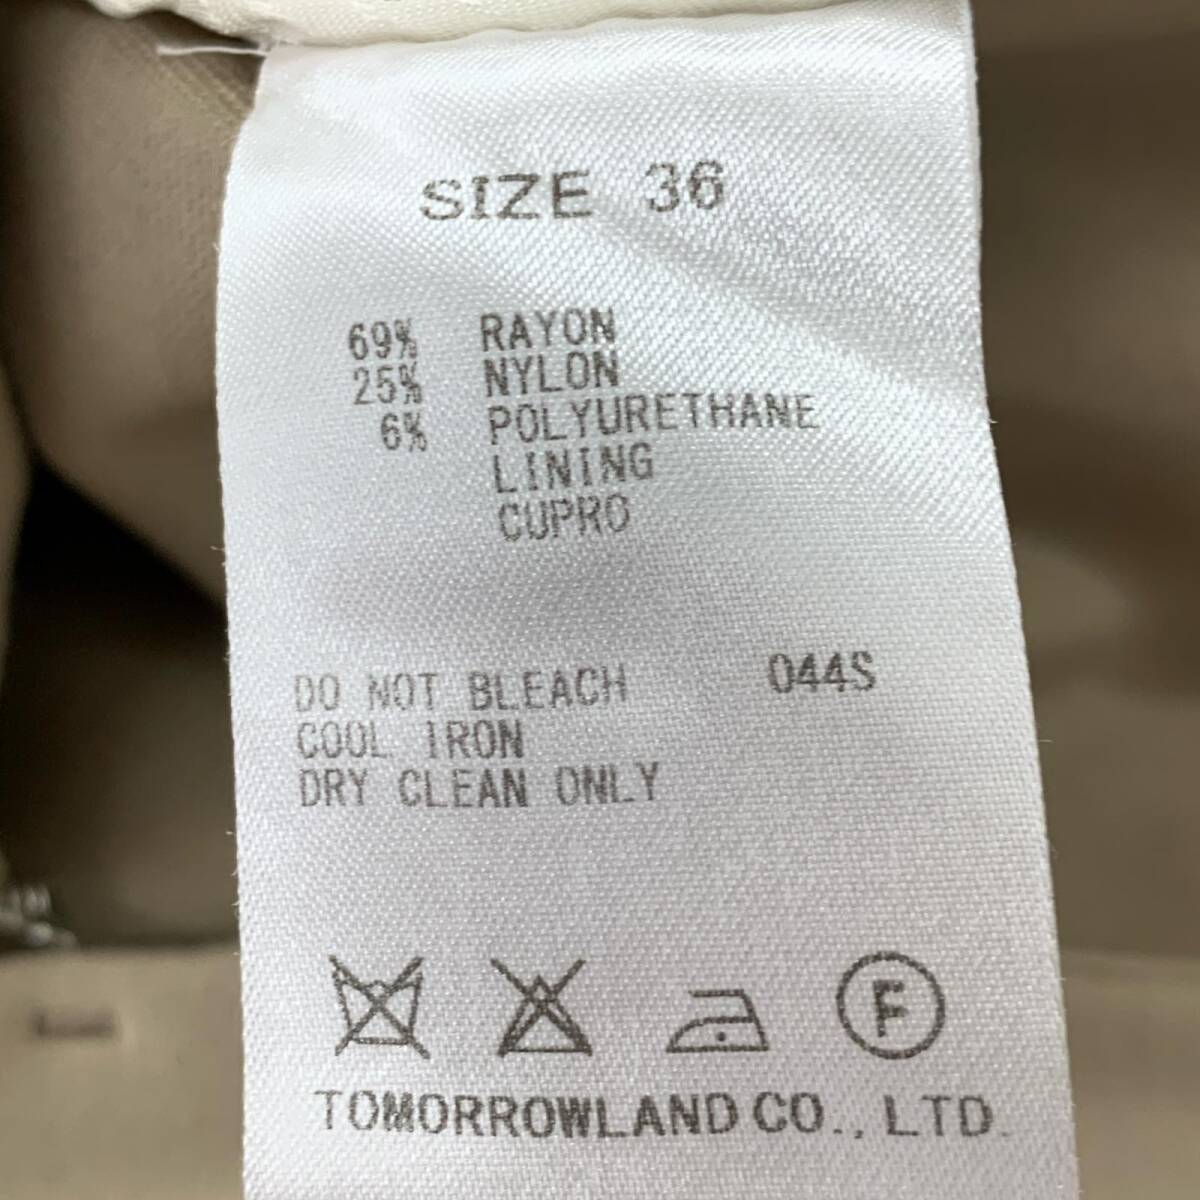 SIZE 36
69% RAYON
25% NYLON
6% POLYURETHANE
LINING
CUPRO
DO NOT BLEACH 044S
COOL IRON
DRY CLEAN ONLY
F
TOMORROWLAND CO., LTD.